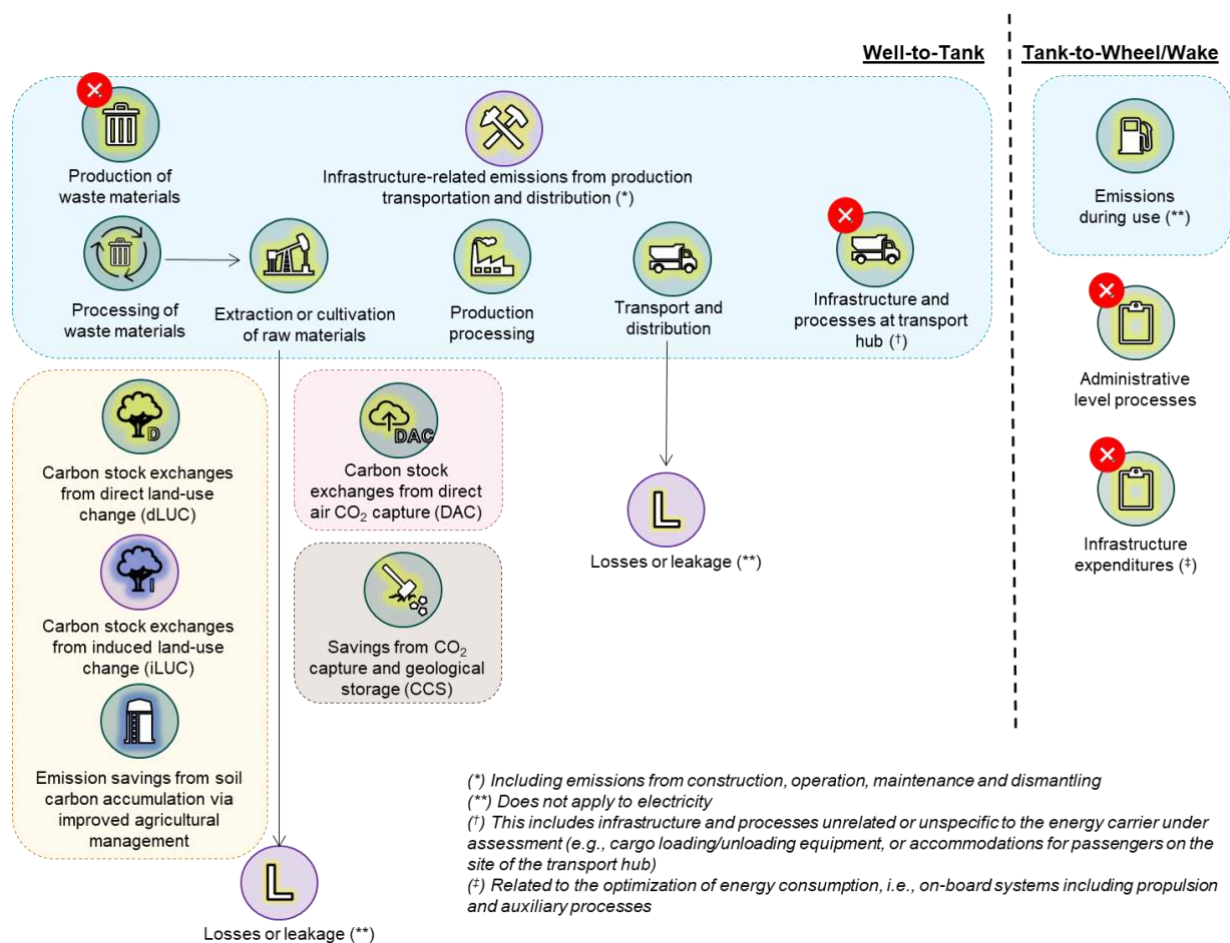 Well-to-Tank
Tank-to-Wheel/Wake
Production of
waste materials
Infrastructure-related emissions from production
transportation and distribution (*)
Processing of
waste materials
Extraction or cultivation
of raw materials
Production
processing
Transport and
distribution
Infrastructure and
processes at transport
hub (†)
Emissions
during use (**)
Administrative
level processes
Infrastructure
expenditures (‡)
D
Carbon stock exchanges
from direct land-use
change (dLUC)
I
Carbon stock exchanges
from induced land-use
change (iLUC)
Emission savings from soil
carbon accumulation via
improved agricultural
management
DAC
Carbon stock
exchanges from direct
air CO₂ capture (DAC)
Savings from CO₂
capture and geological
storage (CCS)
L
Losses or leakage (**)
L
Losses or leakage (**)
(*) Including emissions from construction, operation, maintenance and dismantling
(**) Does not apply to electricity
(†) This includes infrastructure and processes unrelated or unspecific to the energy carrier under
assessment (e.g., cargo loading/unloading equipment, or accommodations for passengers on the
site of the transport hub)
(‡) Related to the optimization of energy consumption, i.e., on-board systems including propulsion
and auxiliary processes